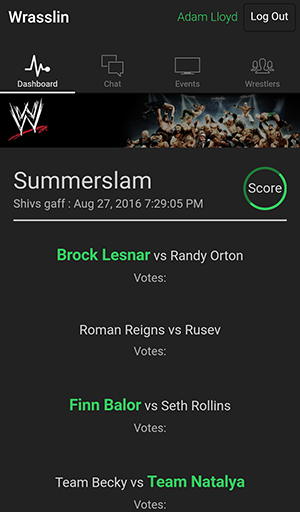 Wrasslin
Adam Lloyd
Log Out
Dashboard
Chat
Events
Wrestlers
W
Summerslam
Shivs gaff : Aug 27, 2016 7:29:05 PM
Score
Brock Lesnar vs Randy Orton
Votes:
Roman Reigns vs Rusev
Votes:
Finn Balor vs Seth Rollins
Votes:
Team Becky vs Team Natalya
Votes: